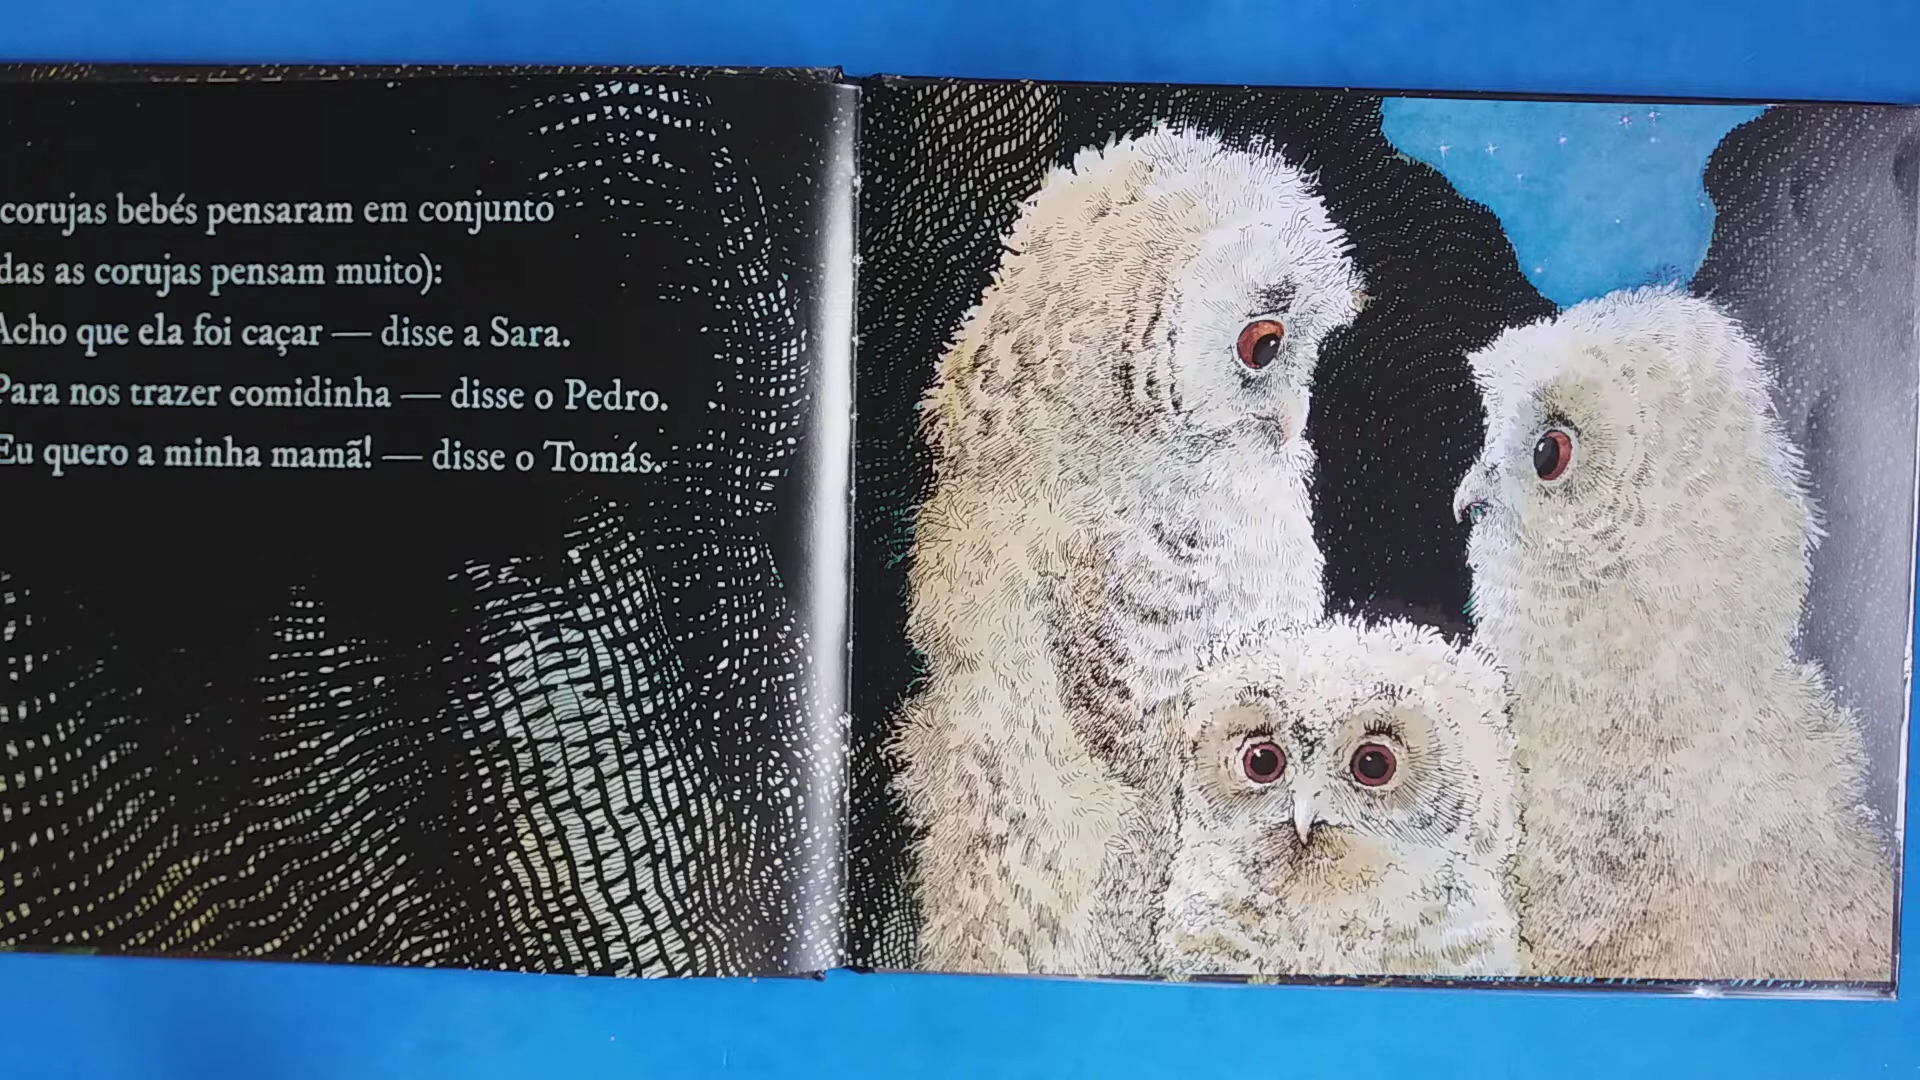 corujas bebés pensaram em conjunto
das as corujas pensam muito):
Acho que ela foi caçar — disse a Sara.
Para nos trazer comidinha — disse o Pedro.
Eu quero a minha mamã! — disse o Tomás.